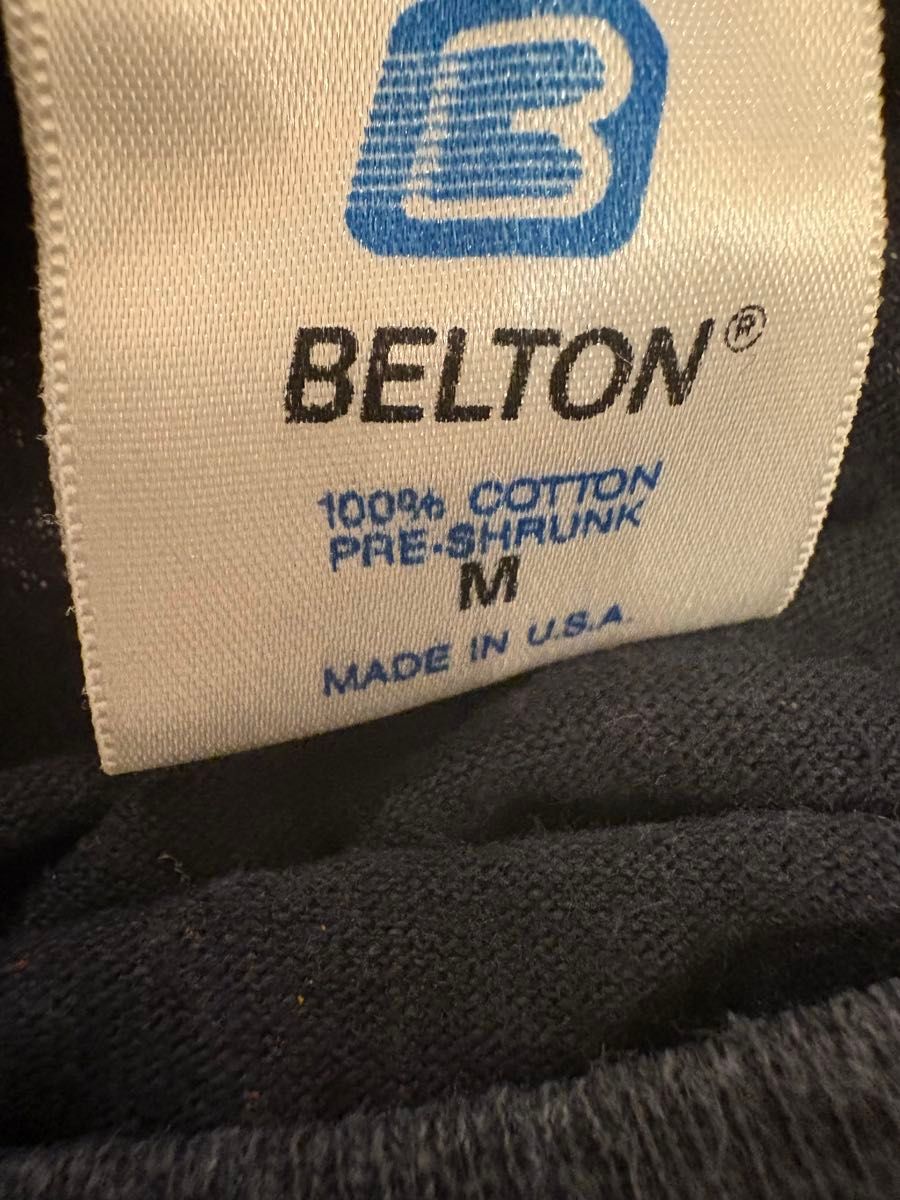 B
BELTON®
100% COTTON
PRE-SHRUNK
M
MADE IN U.S.A.